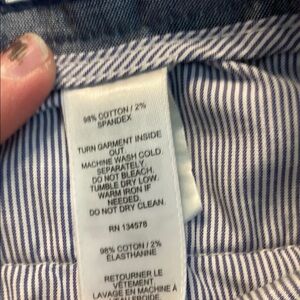 98% COTTON / 2%
SPANDEX
TURN GARMENT INSIDE
OUT
MACHINE WASH COLD
SEPARATELY.
DO NOT BLEACH.
TUMBLE DRY LOW.
WARM IRON IF
NEEDED.
DO NOT DRY CLEAN.
RN 134578
98% COTON / 2%
ÉLASTHANNE
RETOURNER LE
VÊTEMENT
LAVAGE EN MACHINE À